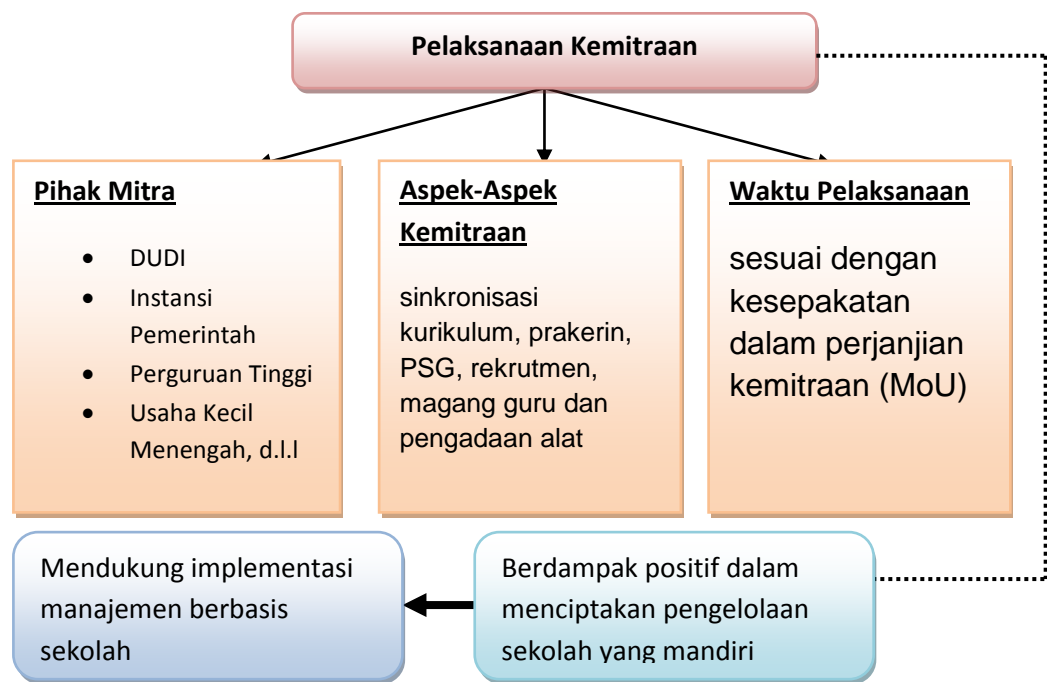 Pelaksanaan Kemitraan
Pihak Mitra
• DUDI
• Instansi
Pemerintah
• Perguruan Tinggi
• Usaha Kecil
Menengah, d.l.l
Aspek-Aspek
Kemitraan
sinkronisasi
kurikulum, prakerin,
PSG, rekrutmen,
magang guru dan
pengadaan alat
Waktu Pelaksanaan
sesuai dengan
kesepakatan
dalam perjanjian
kemitraan (MoU)
Mendukung implementasi
manajemen berbasis
sekolah
Berdampak positif dalam
menciptakan pengelolaan
sekolah yang mandiri